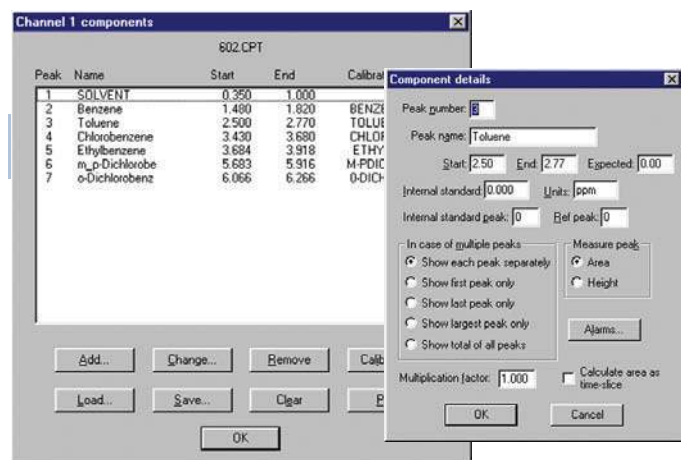 Channel 1 components
602.CPT
Peak Name Start End Calibrat
1 SOLVENT 0.350 1.000
2 Benzene 1.480 1.820 BENZE
3 Toluene 2.500 2.770 TOLUE
4 Chlorobenzene 3.430 3.680 CHLOR
5 Ethylbenzene 3.684 3.918 ETHY
6 m_p-Dichlorobe 5.683 5.916 M-PDIC
7 o-Dichlorobenz 6.066 6.266 O-DICH
Add... Change... Remove Calib
Load... Save... Clear P
OK
Component details
Peak number: 3
Peak name: Toluene
Start: 2.50 End: 2.77 Expected: 0.00
Internal standard: 0.000 Units: ppm
Internal standard peak: 0 Ref peak: 0
In case of multiple peaks
Show each peak separately
Show first peak only
Show last peak only
Show largest peak only
Show total of all peaks
Measure peak
Area
Height
Alarms...
Multiplication factor: 1.000
Calculate area as
time-slice
OK Cancel